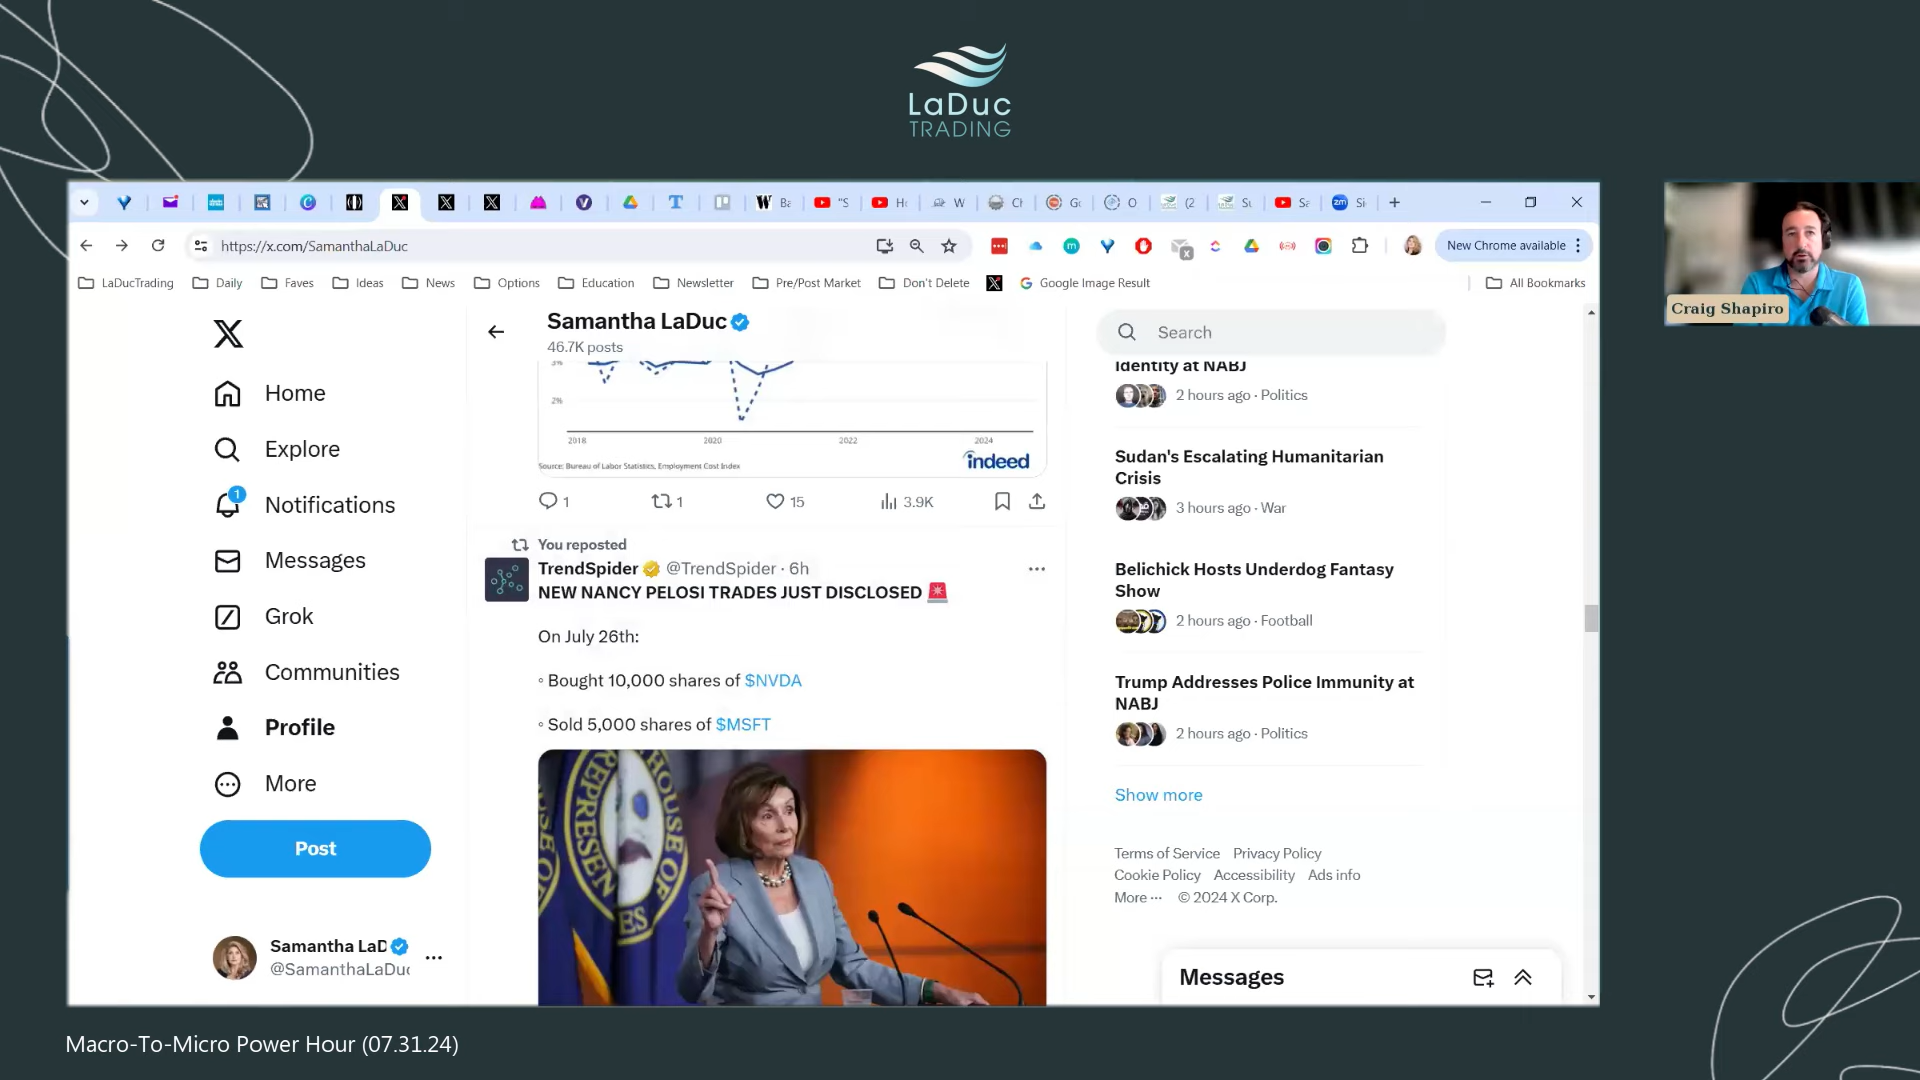 LaDuc
TRADING
https://x.com/SamanthaLaDuc
New Chrome available
LaDucTrading
Daily
Faves
Ideas
News
Options
Education
Newsletter
Pre/Post Market
Don't Delete
Google Image Result
All Bookmarks
Craig Shapiro
Home
Explore
1
Notifications
Messages
Grok
Communities
Profile
More
Post
Samantha LaD
@SamanthaLaDuc
Samantha LaDuc
46.7K posts
3%
2%
2018
2020
2022
2024
Source: Bureau of Labor Statistics, Employment Cost Index
indeed
1
1
15
3.9K
You reposted
TrendSpider @TrendSpider · 6h
NEW NANCY PELOSI TRADES JUST DISCLOSED
On July 26th:
◦ Bought 10,000 shares of $NVDA
◦ Sold 5,000 shares of $MSFT
Search
Identity at NABJ
2 hours ago · Politics
Sudan's Escalating Humanitarian
Crisis
3 hours ago · War
Belichick Hosts Underdog Fantasy
Show
2 hours ago · Football
Trump Addresses Police Immunity at
NABJ
2 hours ago · Politics
Show more
Terms of Service Privacy Policy
Cookie Policy Accessibility Ads info
More ··· © 2024 X Corp.
Messages
Macro-To-Micro Power Hour (07.31.24)